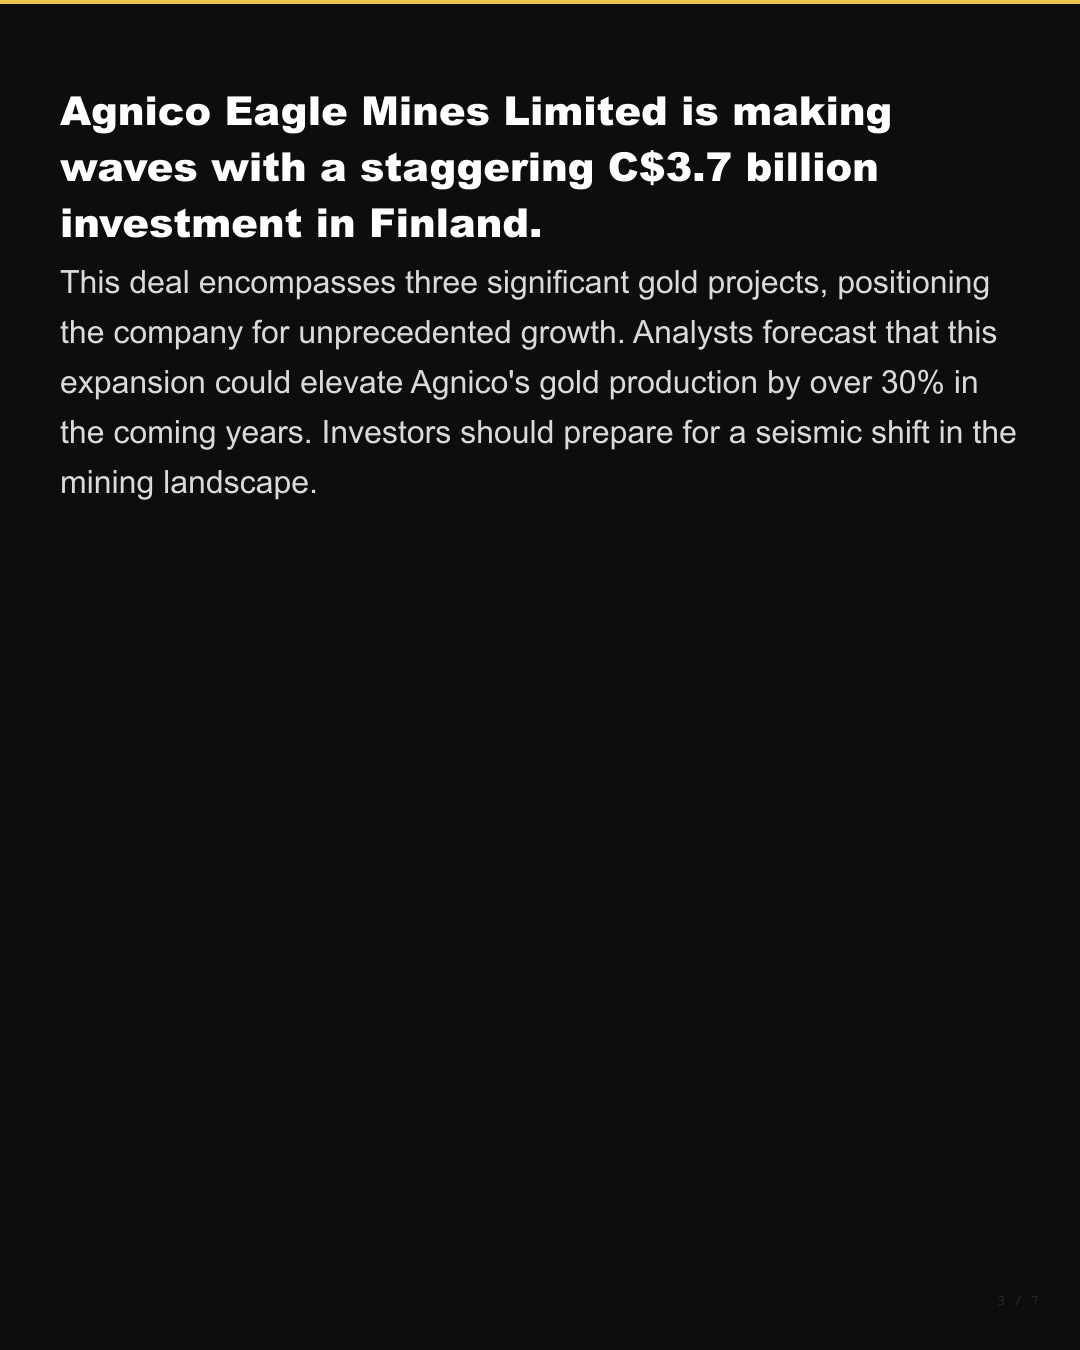 Agnico Eagle Mines Limited is making
waves with a staggering C$3.7 billion
investment in Finland.
This deal encompasses three significant gold projects, positioning
the company for unprecedented growth. Analysts forecast that this
expansion could elevate Agnico's gold production by over 30% in
the coming years. Investors should prepare for a seismic shift in the
mining landscape.
3 / 7